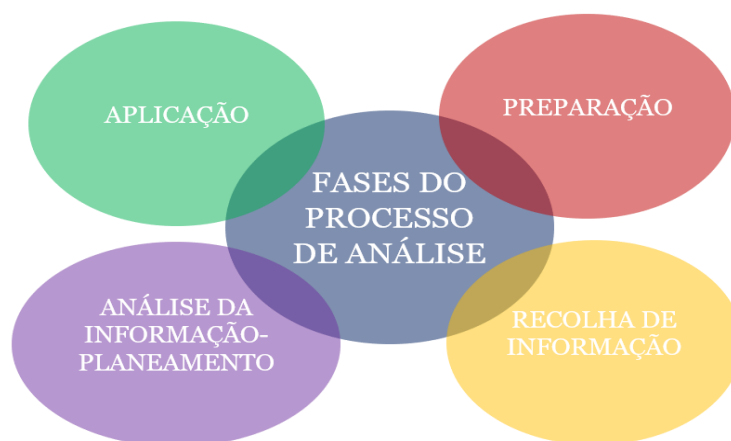 APLICAÇÃO
PREPARAÇÃO
FASES DO
PROCESSO
DE ANÁLISE
ANÁLISE DA
INFORMAÇÃO-
PLANEAMENTO
RECOLHA DE
INFORMAÇÃO